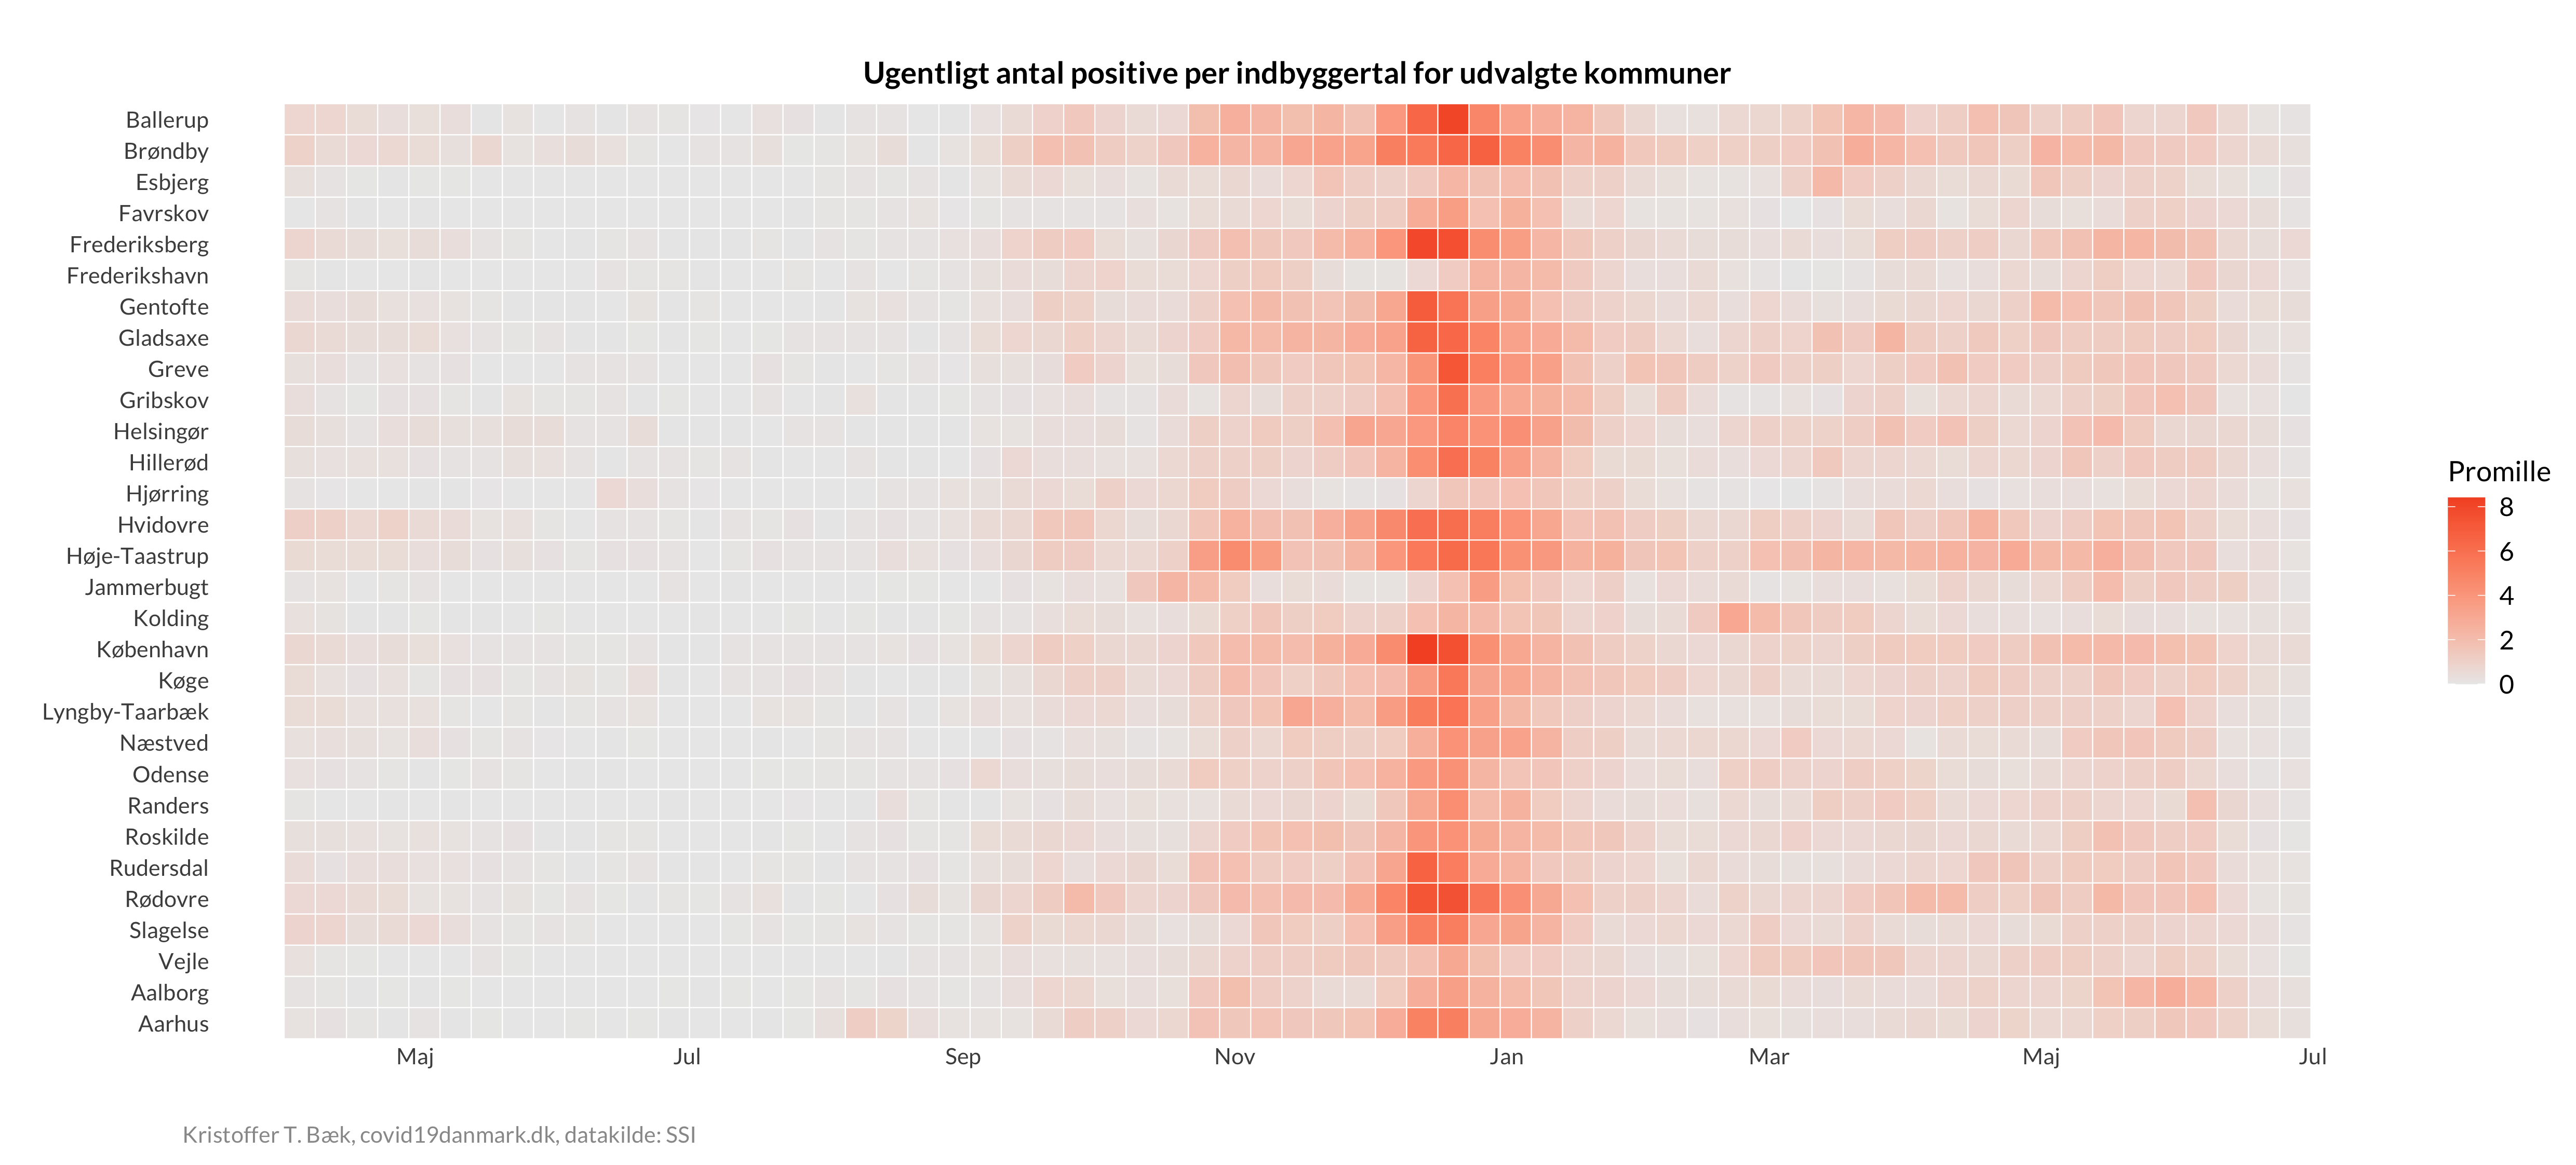 Ugentligt antal positive per indbyggertal for udvalgte kommuner
Ballerup
Brøndby
Esbjerg
Favrskov
Frederiksberg
Frederikshavn
Gentofte
Gladsaxe
Greve
Gribskov
Helsingør
Hillerød
Hjørring
Hvidovre
Høje-Taastrup
Jammerbugt
Kolding
København
Køge
Lyngby-Taarbæk
Næstved
Odense
Randers
Roskilde
Rudersdal
Rødovre
Slagelse
Vejle
Aalborg
Aarhus
Maj Jul Sep Nov Jan Mar Maj Jul
Promille
8
6
4
2
0
Kristoffer T. Bæk, covid19danmark.dk, datakilde: SSI